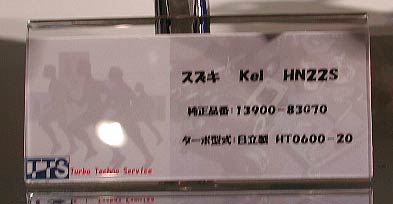 スズキ Kei HN22S
純正品番:13900-83G70
ターボ型式:日立製 HT0600-20
TTS Turbo Techno Service